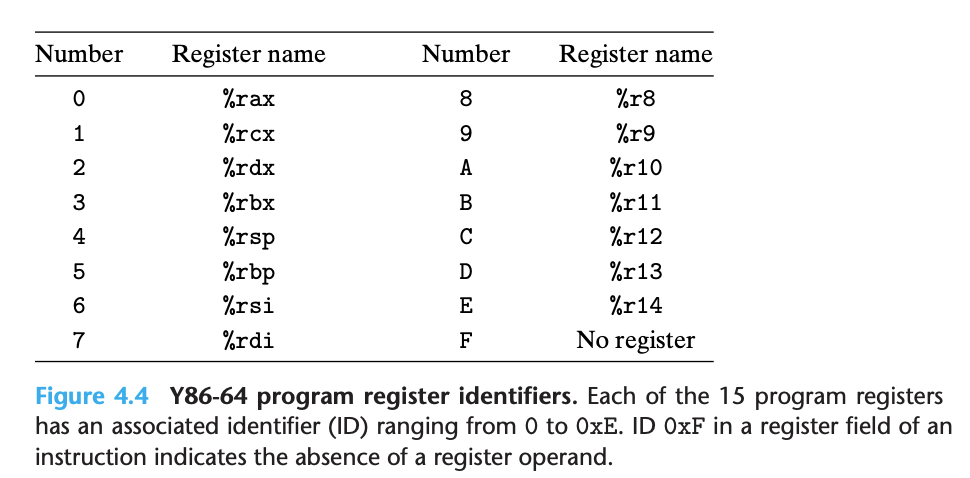 Number Register name Number Register name
0 %rax 8 %r8
1 %rcx 9 %r9
2 %rdx A %r10
3 %rbx B %r11
4 %rsp C %r12
5 %rbp D %r13
6 %rsi E %r14
7 %rdi F No register
Figure 4.4 Y86-64 program register identifiers. Each of the 15 program registers
has an associated identifier (ID) ranging from 0 to 0xE. ID 0xF in a register field of an
instruction indicates the absence of a register operand.